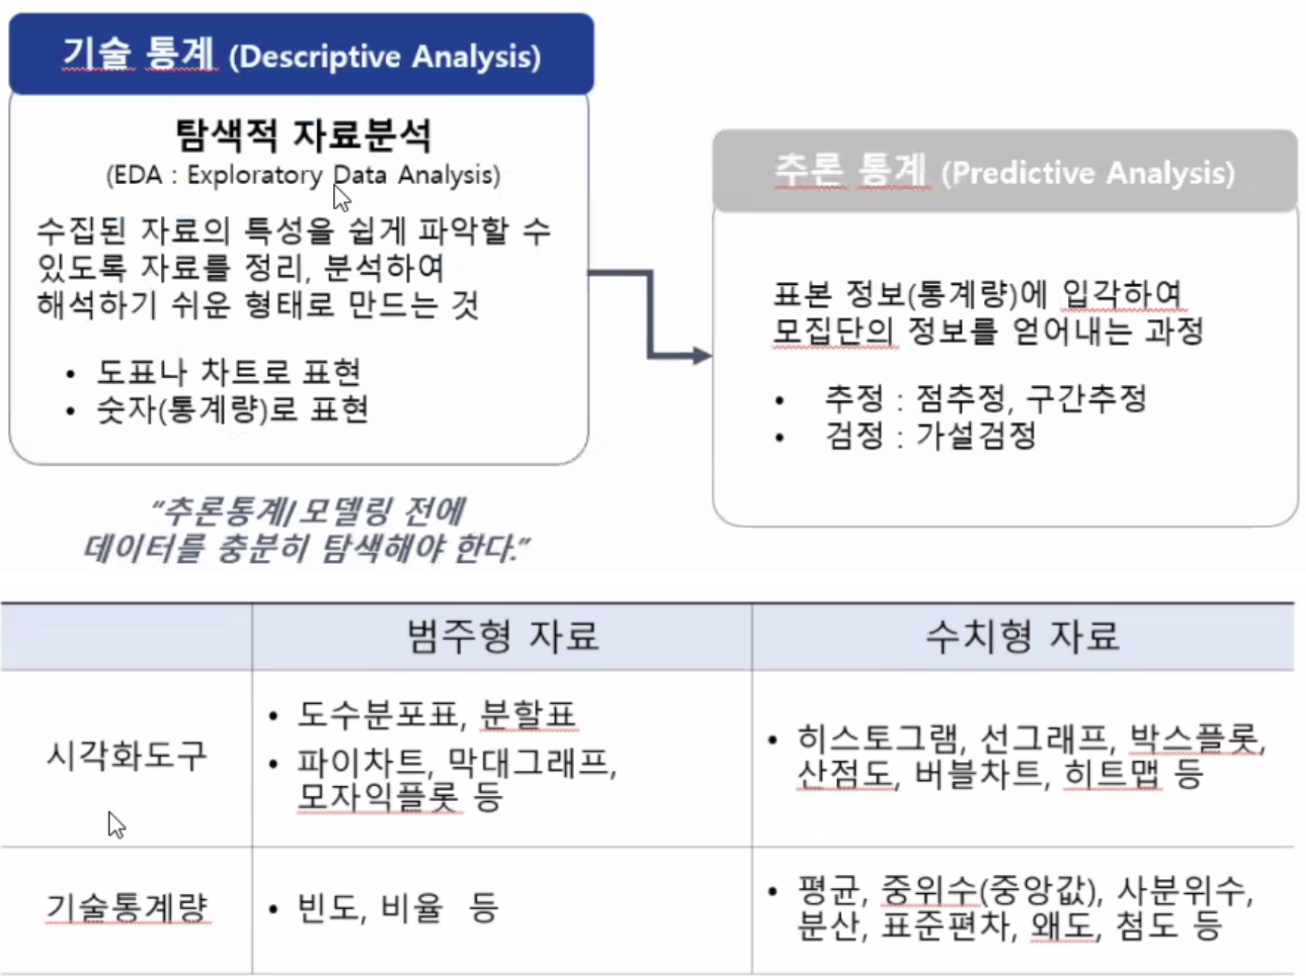 기술 통계 (Descriptive Analysis)
탐색적 자료분석
(EDA : Exploratory Data Analysis)
수집된 자료의 특성을 쉽게 파악할 수
있도록 자료를 정리, 분석하여
해석하기 쉬운 형태로 만드는 것
• 도표나 차트로 표현
• 숫자(통계량)로 표현
“추론통계/모델링 전에
데이터를 충분히 탐색해야 한다.”
추론 통계 (Predictive Analysis)
표본 정보(통계량)에 입각하여
모집단의 정보를 얻어내는 과정
• 추정 : 점추정, 구간추정
• 검정 : 가설검정
범주형 자료
수치형 자료
시각화도구
• 도수분포표, 분할표
• 파이차트, 막대그래프,
모자익플롯 등
• 히스토그램, 선그래프, 박스플롯,
산점도, 버블차트, 히트맵 등
기술통계량
• 빈도, 비율 등
• 평균, 중위수(중앙값), 사분위수,
분산, 표준편차, 왜도, 첨도 등